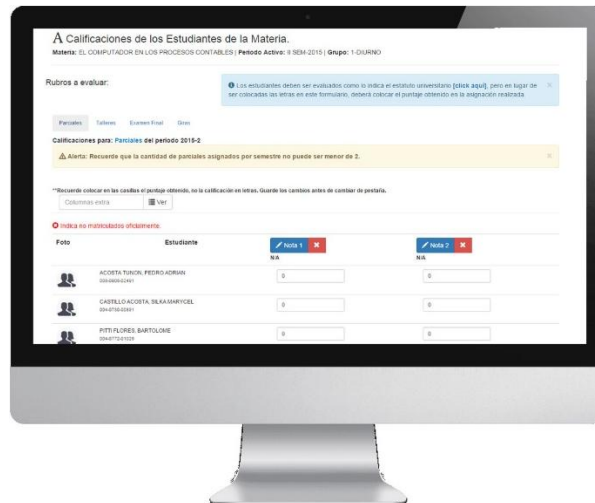 A Calificaciones de los Estudiantes de la Materia.
Materia: EL COMPUTADOR EN LOS PROCESOS CONTABLES | Periodo Activo: II SEM-2015 | Grupo: 1-DIURNO
Rubros a evaluar:
Los estudiantes deben ser evaluados como lo indica el estatuto universitario [click aquí], pero en lugar de
ser colocadas las letras en este formulario, deberá colocar el puntaje obtenido en la asignación realizada.
Parciales Talleres Examen Final Giras
Calificaciones para: Parciales del periodo 2015-2
Alerta: Recuerde que la cantidad de parciales asignados por semestre no puede ser menor de 2.
**Recuerde colocar en las casillas el puntaje obtenido, no la calificación en letras. Guarde los cambios antes de cambiar de pestaña.
Columnas extra Ver
Indica no matriculados oficialmente.
Foto Estudiante Nota 1 Nota 2
N/A N/A
ACOSTA TUNON, PEDRO ADRIAN 0 0
CASTILLO ACOSTA, SILKA MARYCEL 0 0
PITTI FLORES, BARTOLOME 0 0